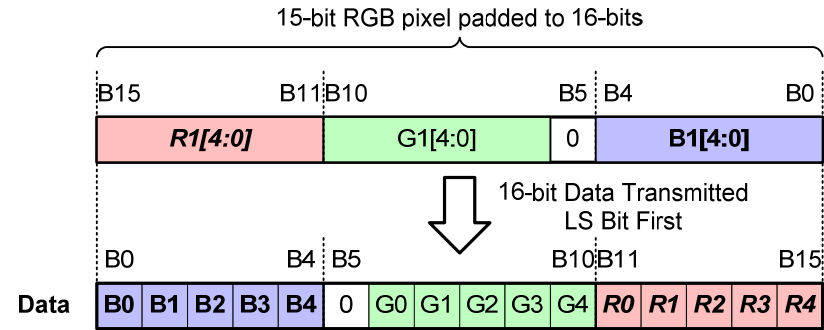 15-bit RGB pixel padded to 16-bits
B15 B11 B10 B5 B4 B0
R1[4:0] G1[4:0] 0 B1[4:0]
16-bit Data Transmitted
LS Bit First
B0 B4 B5 B10 B11 B15
Data B0 B1 B2 B3 B4 0 G0 G1 G2 G3 G4 R0 R1 R2 R3 R4